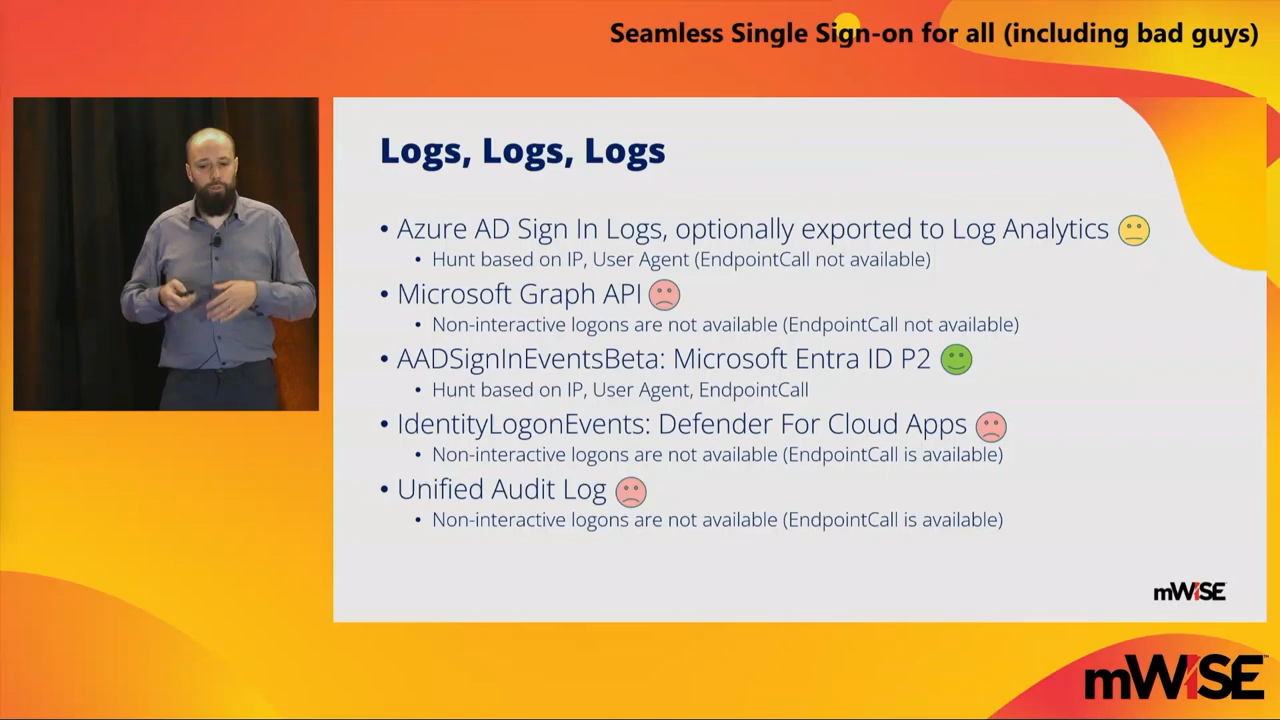 Seamless Single Sign-on for all (including bad guys)
Logs, Logs, Logs
• Azure AD Sign In Logs, optionally exported to Log Analytics
• Hunt based on IP, User Agent (EndpointCall not available)
• Microsoft Graph API
• Non-interactive logons are not available (EndpointCall not available)
• AADSignInEventsBeta: Microsoft Entra ID P2
• Hunt based on IP, User Agent, EndpointCall
• IdentityLogonEvents: Defender For Cloud Apps
• Non-interactive logons are not available (EndpointCall is available)
• Unified Audit Log
• Non-interactive logons are not available (EndpointCall is available)
mWISE
mWISE™